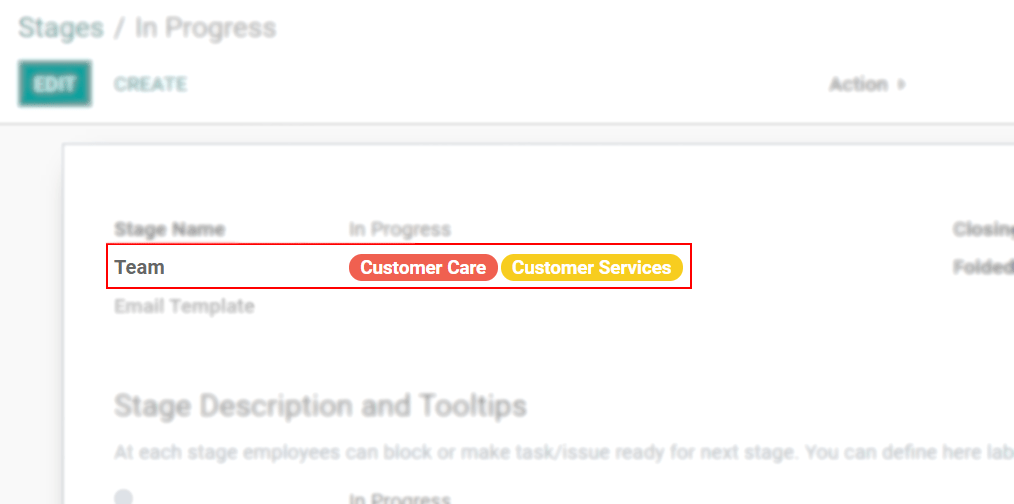 Stages / In Progress
EDIT CREATE Action
Stage Name In Progress
Team Customer Care Customer Services Folded
Email Template
Stage Description and Tooltips
At each stage employees can block or make task/issue ready for next stage. You can define here lab
In Progress